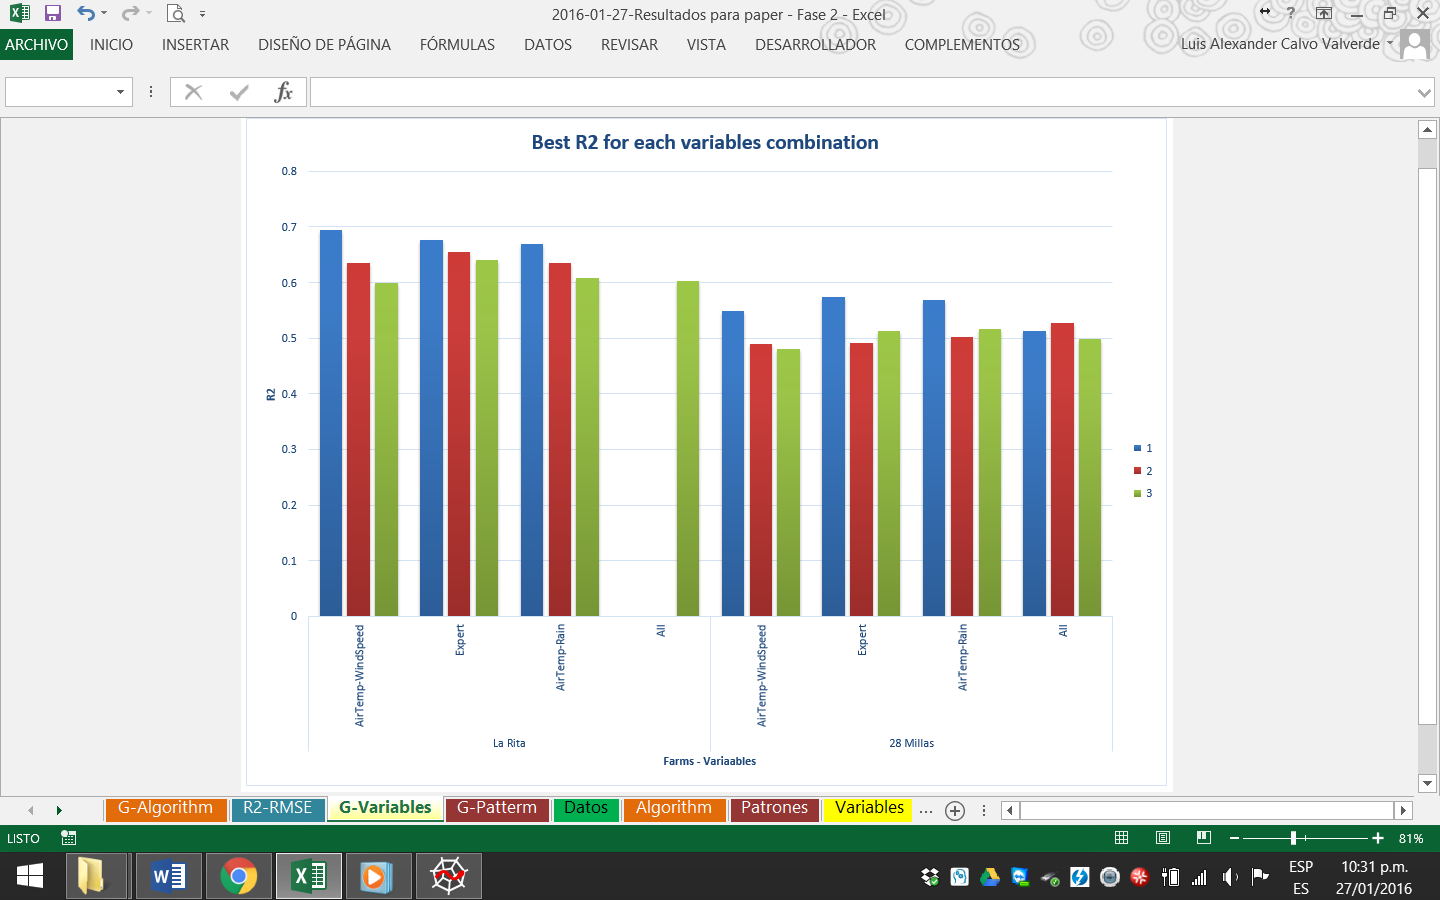 2016-01-27-Resultados para paper - Fase 2 - Excel
ARCHIVO INICIO INSERTAR DISEÑO DE PÁGINA FÓRMULAS DATOS REVISAR VISTA DESARROLLADOR COMPLEMENTOS Luis Alexander Calvo Valverde
fx
Best R2 for each variables combination
0.8
0.7
0.6
0.5
0.4
0.3
0.2
0.1
0
R2
1
2
3
AirTemp-WindSpeed
Expert
AirTemp-Rain
All
AirTemp-WindSpeed
Expert
AirTemp-Rain
All
La Rita
28 Millas
Farms - Variaables
G-Algorithm R2-RMSE G-Variables G-Patterm Datos Algorithm Patrones Variables ...
LISTO 81%
ESP 10:31 p.m.
ES 27/01/2016